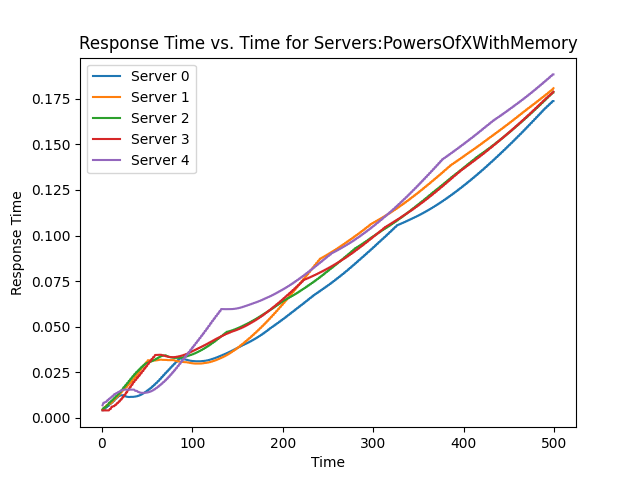 Response Time vs. Time for Servers:PowersOfXWithMemory
Server 0
Server 1
Server 2
Server 3
Server 4
0.175
0.150
0.125
0.100
0.075
0.050
0.025
0.000
Response Time
0 100 200 300 400 500
Time